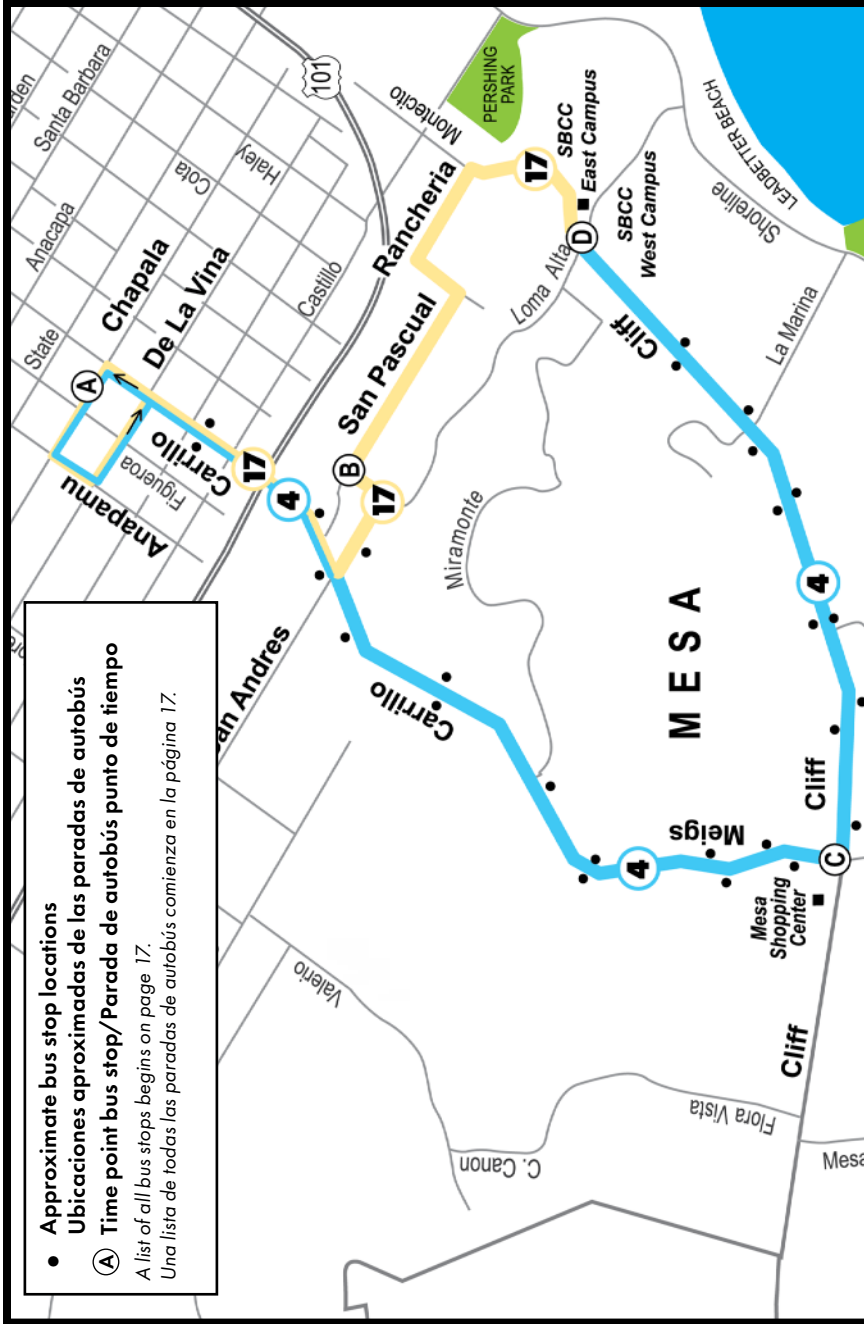 • Approximate bus stop locations
Ubicaciones aproximadas de las paradas de autobús
A Time point bus stop/Parada de autobús punto de tiempo
A list of all bus stops begins on page 17.
Una lista de todas las paradas de autobús comienza en la página 17.
Santa Barbara
Anacapa
State
Chapala
De La Vina
Cota
Haley
Castillo
101
Montecito
PERSHING
PARK
A
Anapamu
Figueroa
Carrillo
17
4
San Pascual
Rancheria
B
17
17
SBCC
East Campus
D
SBCC
West Campus
LEADBETTER BEACH
Shoreline
Loma Alta
La Marina
Cliff
Miramonte
Carrillo
MESA
4
Meigs
4
Cliff
C
Mesa
Shopping
Center
Valerio
Cliff
Flora Vista
C. Canon
Mesa